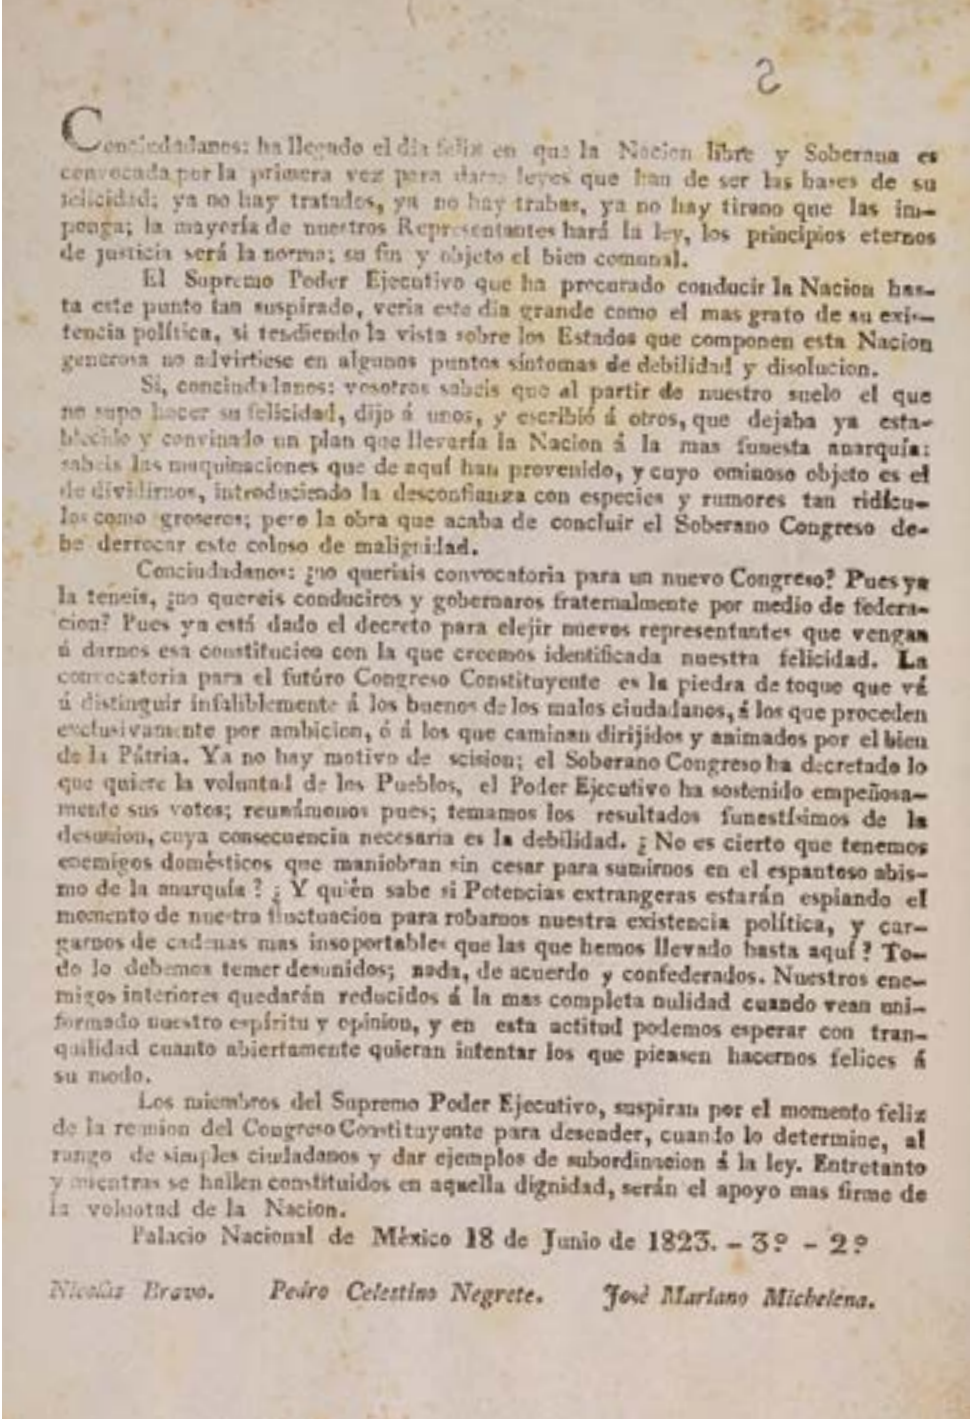 2
Conciudadanos: ha llegado el dia feliz en que la Nacion libre y Soberana es
convocada por la primera vez para darse leyes que han de ser las bases de su
felicidad; ya no hay tratados, ya no hay trabas, ya no hay tirano que las im-
ponga; la mayoría de nuestros Representantes hará la ley, los principios eternos
de justicia será la norma; su fin y objeto el bien comunal.
El Supremo Poder Ejecutivo que ha procurado conducir la Nacion has-
ta este punto tan suspirado, veria este dia grande como el mas grato de su exis-
tencia política, si tendiendo la vista sobre los Estados que componen esta Nacion
generosa no advirtiese en algunos puntos síntomas de debilidad y disolucion.
Si, conciudadanos: vosotros sabeis que al partir de nuestro suelo el que
no supo hacer su felicidad, dijo á unos, y escribió á otros, que dejaba ya esta-
blecido y convinado un plan que llevaría la Nacion á la mas funesta anarquía:
sabeis las maquinaciones que de aquí han provenido, y cuyo ominoso objeto es el
de dividirnos, introduciendo la desconfianza con especies y rumores tan ridícu-
los como groseros; pero la obra que acaba de concluir el Soberano Congreso de-
be derrocar este coloso de malignidad.
Conciudadanos: ¿no queriais convocatoria para un nuevo Congreso? Pues ya
la teneis, ¿no quereis conduciros y gobernaros fraternalmente por medio de federa-
cion? Pues ya está dado el decreto para elejir nuevos representantes que vengan
á darnos esa constitucion con la que creemos identificada nuestra felicidad. La
convocatoria para el futúro Congreso Constituyente es la piedra de toque que vá
á distinguir infaliblemente á los buenos de los malos ciudadanos, á los que proceden
exclusivamente por ambicion, ó á los que caminan dirijidos y animados por el bien
de la Pátria. Ya no hay motivo de scision; el Soberano Congreso ha decretado lo
que quiere la voluntad de los Pueblos, el Poder Ejecutivo ha sostenido empeñosa-
mente sus votos; reunámonos pues; temamos los resultados funestísimos de la
desunion, cuya consecuencia necesaria es la debilidad. ¿ No es cierto que tenemos
enemigos domésticos que maniobran sin cesar para sumirnos en el espantoso abis-
mo de la anarquía ? ¿ Y quién sabe si Potencias extrangeras estarán espiando el
momento de nuestra fluctuacion para robarnos nuestra existencia política, y car-
garnos de cadenas mas insoportables que las que hemos llevado hasta aquí ? To-
do lo debemos temer desunidos; nada, de acuerdo y confederados. Nuestros ene-
migos interiores quedarán reducidos á la mas completa nulidad cuando vean uni-
formado nuestro espíritu y opinion, y en esta actitud podemos esperar con tran-
quilidad cuanto abiertamente quieran intentar los que piensen hacernos felices á
su modo.
Los miembros del Supremo Poder Ejecutivo, suspiran por el momento feliz
de la reunion del Congreso Constituyente para desender, cuando lo determine, al
rango de simples ciudadanos y dar ejemplos de subordinacion á la ley. Entretanto
y mientras se hallen constituidos en aquella dignidad, serán el apoyo mas firme de
la voluntad de la Nacion.
Palacio Nacional de México 18 de Junio de 1823. - 3.º - 2.º
Nicolas Bravo. Pedro Celestino Negrete. José Mariano Michelena.